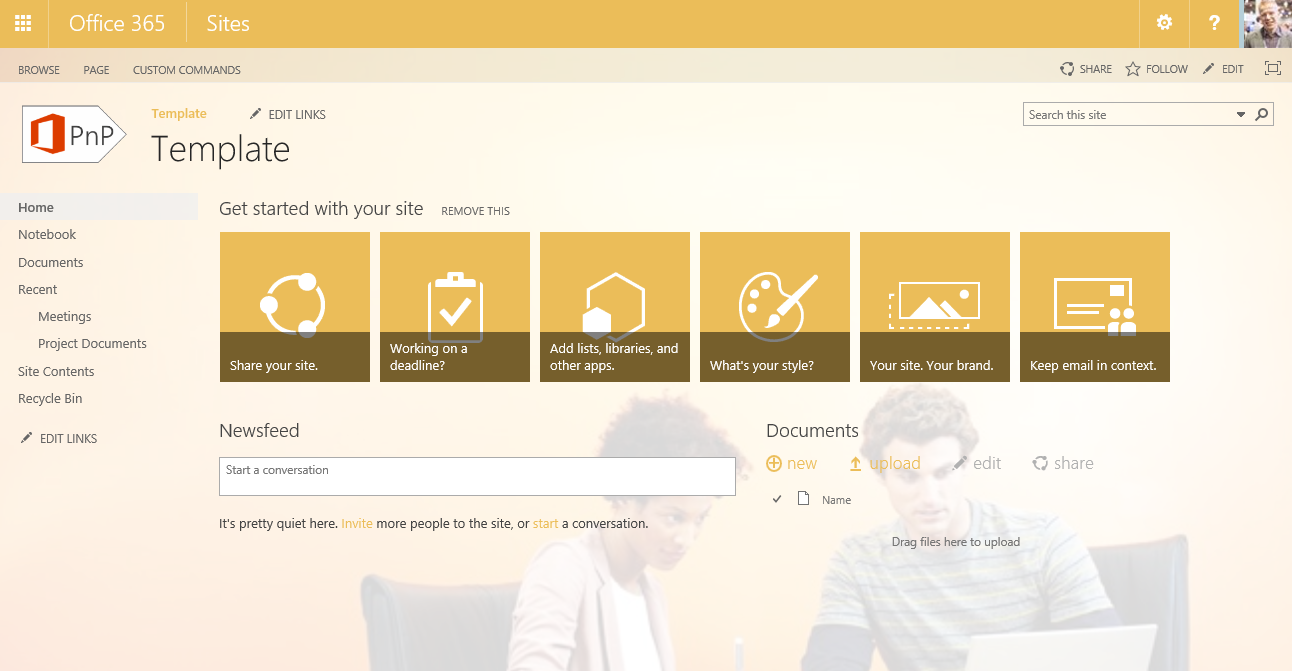 Office 365
Sites
?
BROWSE
PAGE
CUSTOM COMMANDS
SHARE
FOLLOW
EDIT
PnP
Template
EDIT LINKS
Search this site
Template
Home
Notebook
Documents
Recent
Meetings
Project Documents
Site Contents
Recycle Bin
EDIT LINKS
Get started with your site
REMOVE THIS
Share your site.
Working on a
deadline?
Add lists, libraries, and
other apps.
What's your style?
Your site. Your brand.
Keep email in context.
Newsfeed
Start a conversation
It's pretty quiet here. Invite more people to the site, or start a conversation.
Documents
new
upload
edit
share
Name
Drag files here to upload